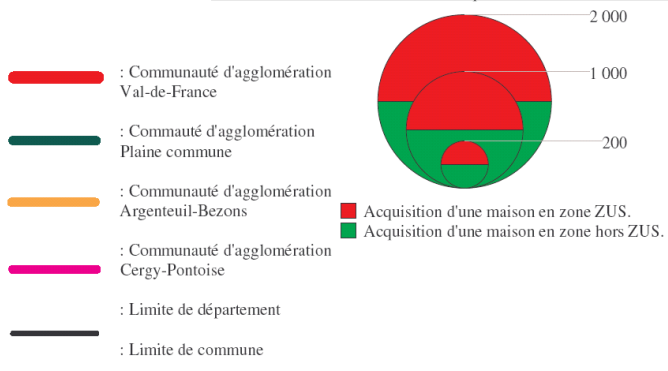 2 000
1 000
200
: Communauté d'agglomération
Val-de-France
: Commauté d'agglomération
Plaine commune
: Communauté d'agglomération
Argenteuil-Bezons
: Communauté d'agglomération
Cergy-Pontoise
: Limite de département
: Limite de commune
Acquisition d'une maison en zone ZUS.
Acquisition d'une maison en zone hors ZUS.